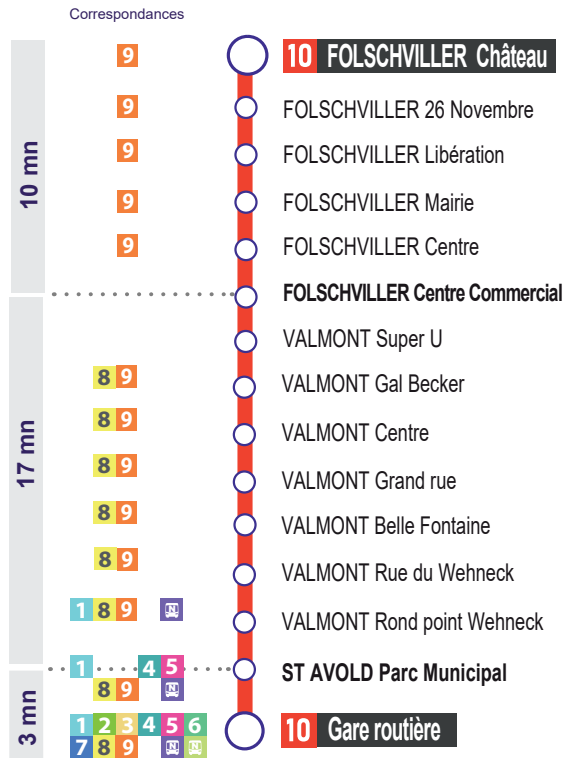 Correspondances
9 10 FOLSCHVILLER Château
9 FOLSCHVILLER 26 Novembre
9 FOLSCHVILLER Libération
10 mn
9 FOLSCHVILLER Mairie
9 FOLSCHVILLER Centre
FOLSCHVILLER Centre Commercial
VALMONT Super U
8 9 VALMONT Gal Becker
8 9 VALMONT Centre
17 mn
8 9 VALMONT Grand rue
8 9 VALMONT Belle Fontaine
8 9 VALMONT Rue du Wehneck
1 8 9 N VALMONT Rond point Wehneck
1 4 5 ST AVOLD Parc Municipal
8 9 N
3 mn
1 2 3 4 5 6 10 Gare routière
7 8 9 N N